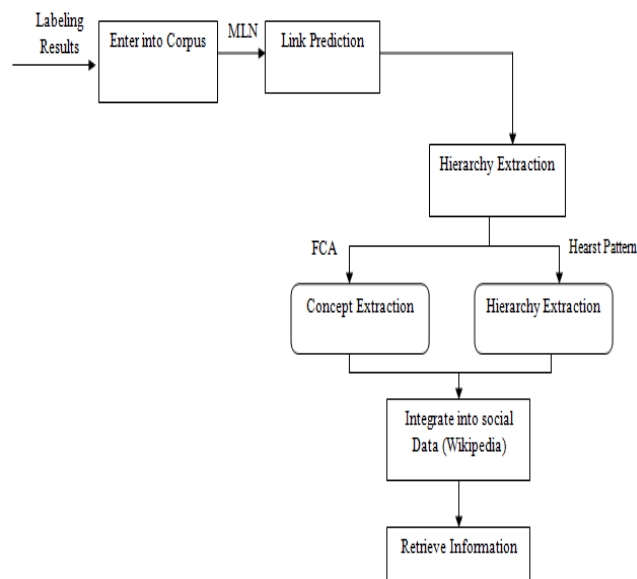 Labeling
Results
Enter into Corpus
MLN
Link Prediction
Hierarchy Extraction
FCA
Hearst Pattern
Concept Extraction
Hierarchy Extraction
Integrate into social
Data (Wikipedia)
Retrieve Information